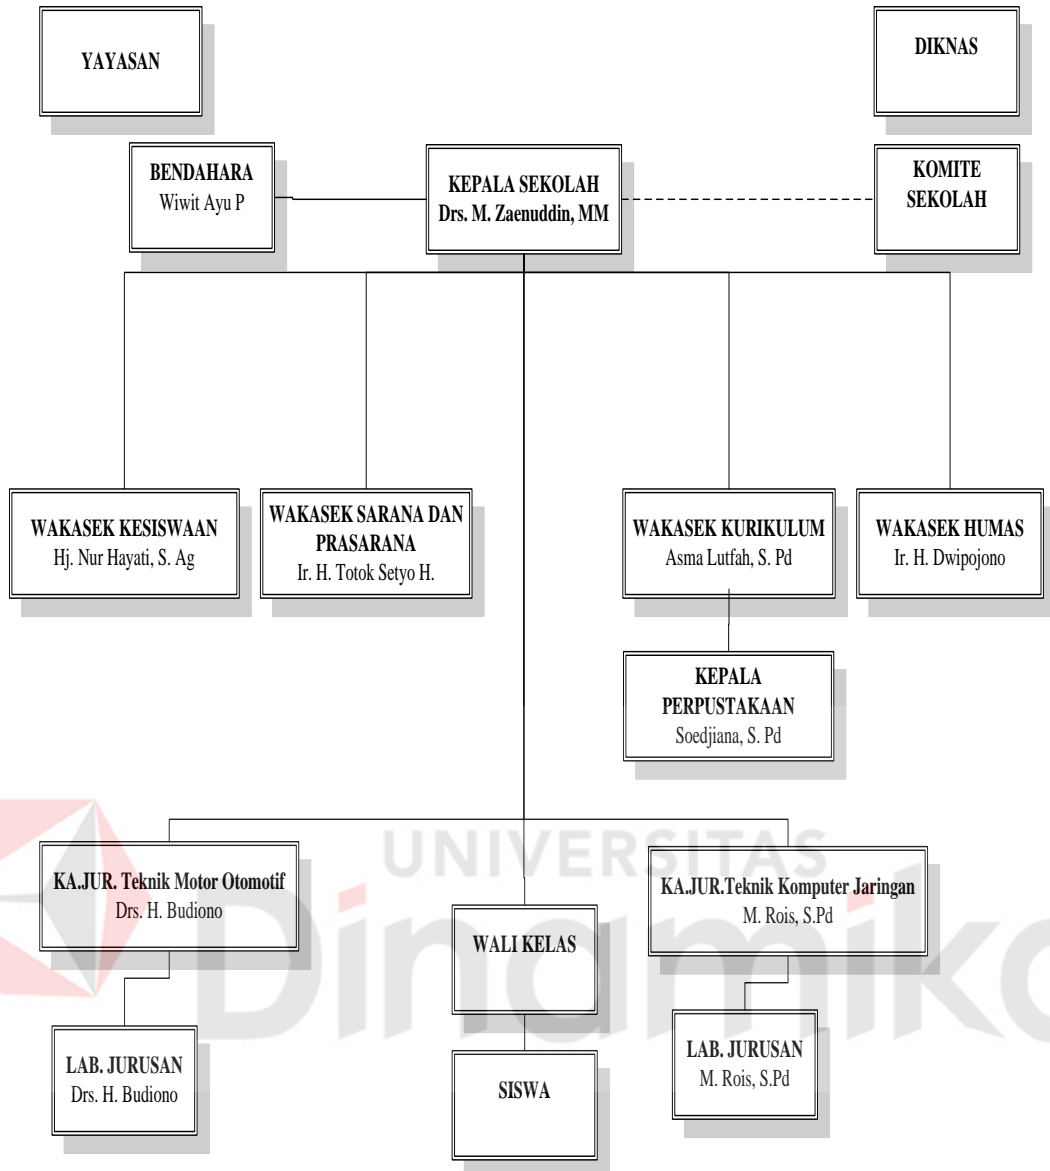 YAYASAN
DIKNAS
BENDAHARA
Wiwit Ayu P
KEPALA SEKOLAH
Drs. M. Zaenuddin, MM
KOMITE
SEKOLAH
WAKASEK KESISWAAN
Hj. Nur Hayati, S. Ag
WAKASEK SARANA DAN
PRASARANA
Ir. H. Totok Setyo H.
WAKASEK KURIKULUM
Asma Lutfah, S. Pd
WAKASEK HUMAS
Ir. H. Dwipojono
KEPALA
PERPUSTAKAAN
Soedjiana, S. Pd
UNIVERSITAS
Dinamika
KA.JUR. Teknik Motor Otomotif
Drs. H. Budiono
WALI KELAS
KA.JUR.Teknik Komputer Jaringan
M. Rois, S.Pd
LAB. JURUSAN
Drs. H. Budiono
SISWA
LAB. JURUSAN
M. Rois, S.Pd